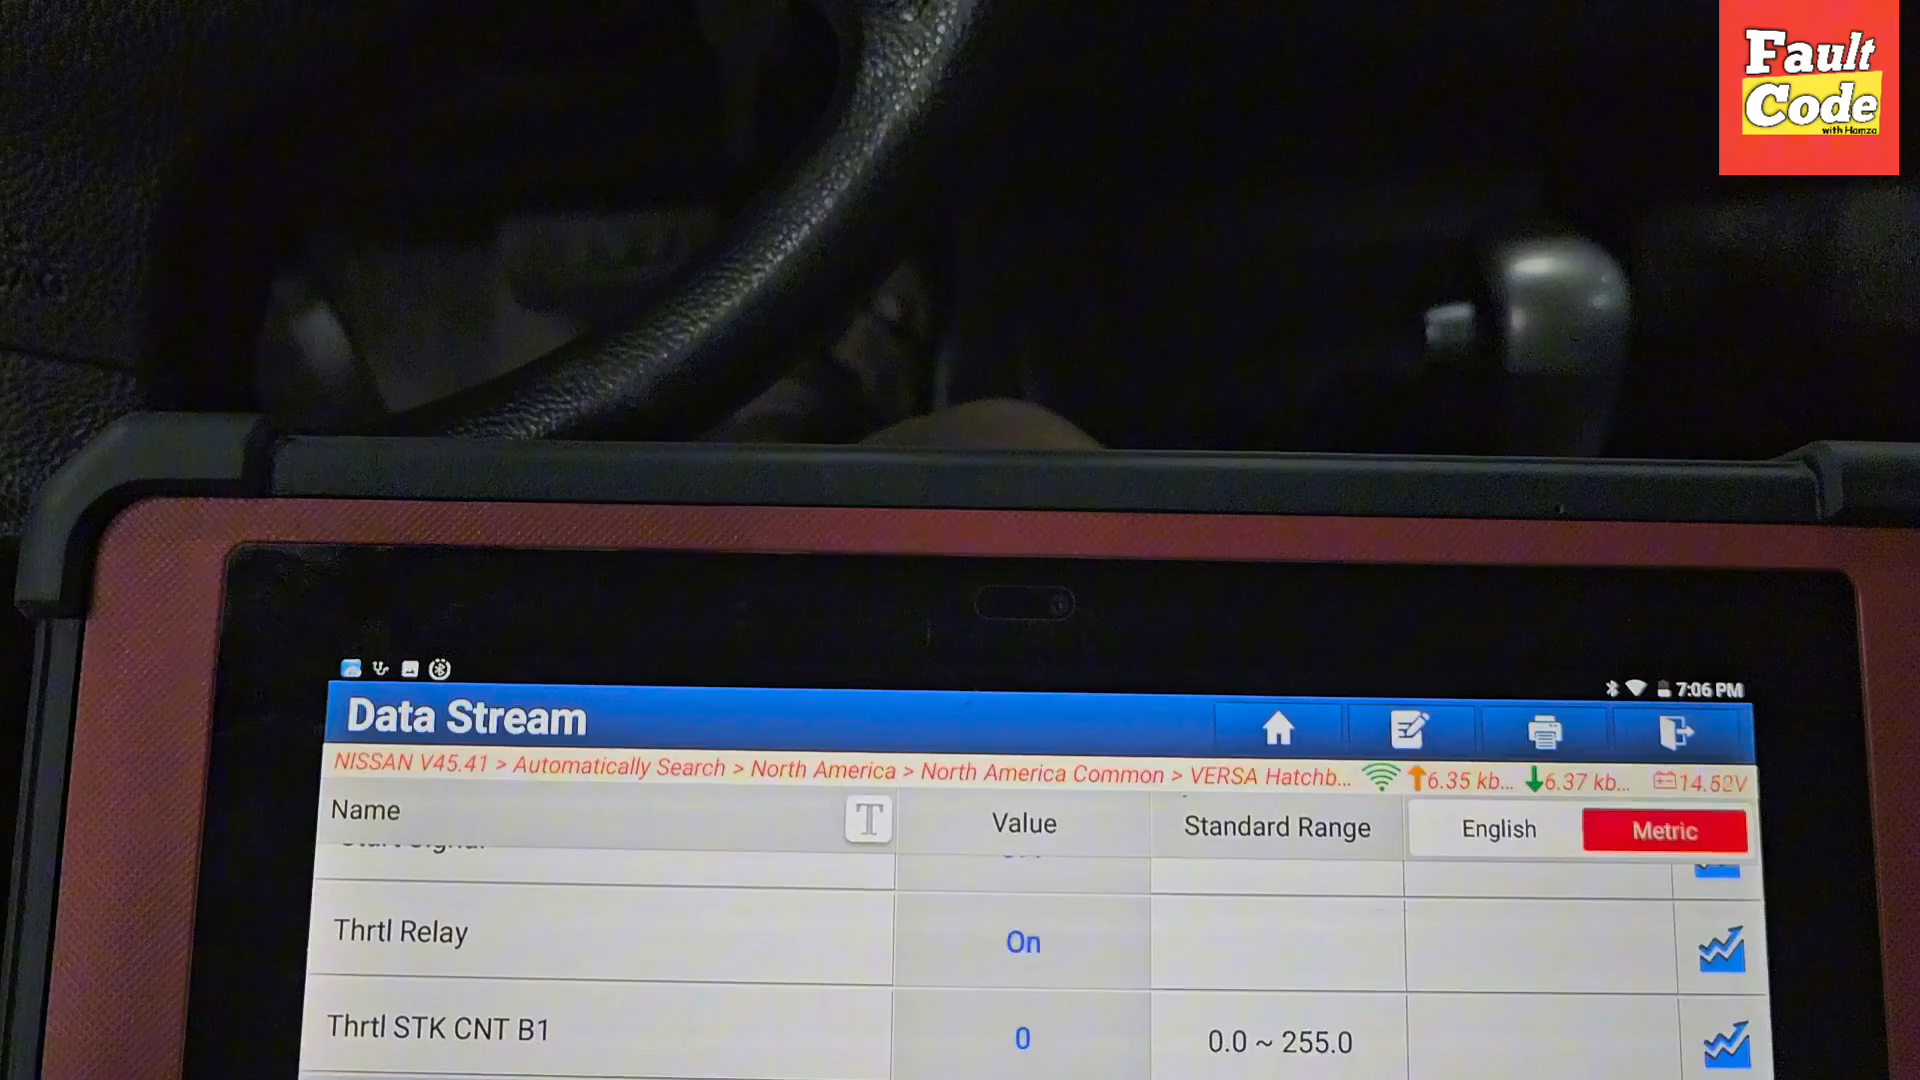 Fault
Code
with Hamza
7:06 PM
Data Stream
NISSAN V45.41 > Automatically Search > North America > North America Common > VERSA Hatchb... 6.35 kb... 6.37 kb... 14.52V
Name T Value Standard Range English Metric
Thrtl Relay On
Thrtl STK CNT B1 0 0.0 ~ 255.0